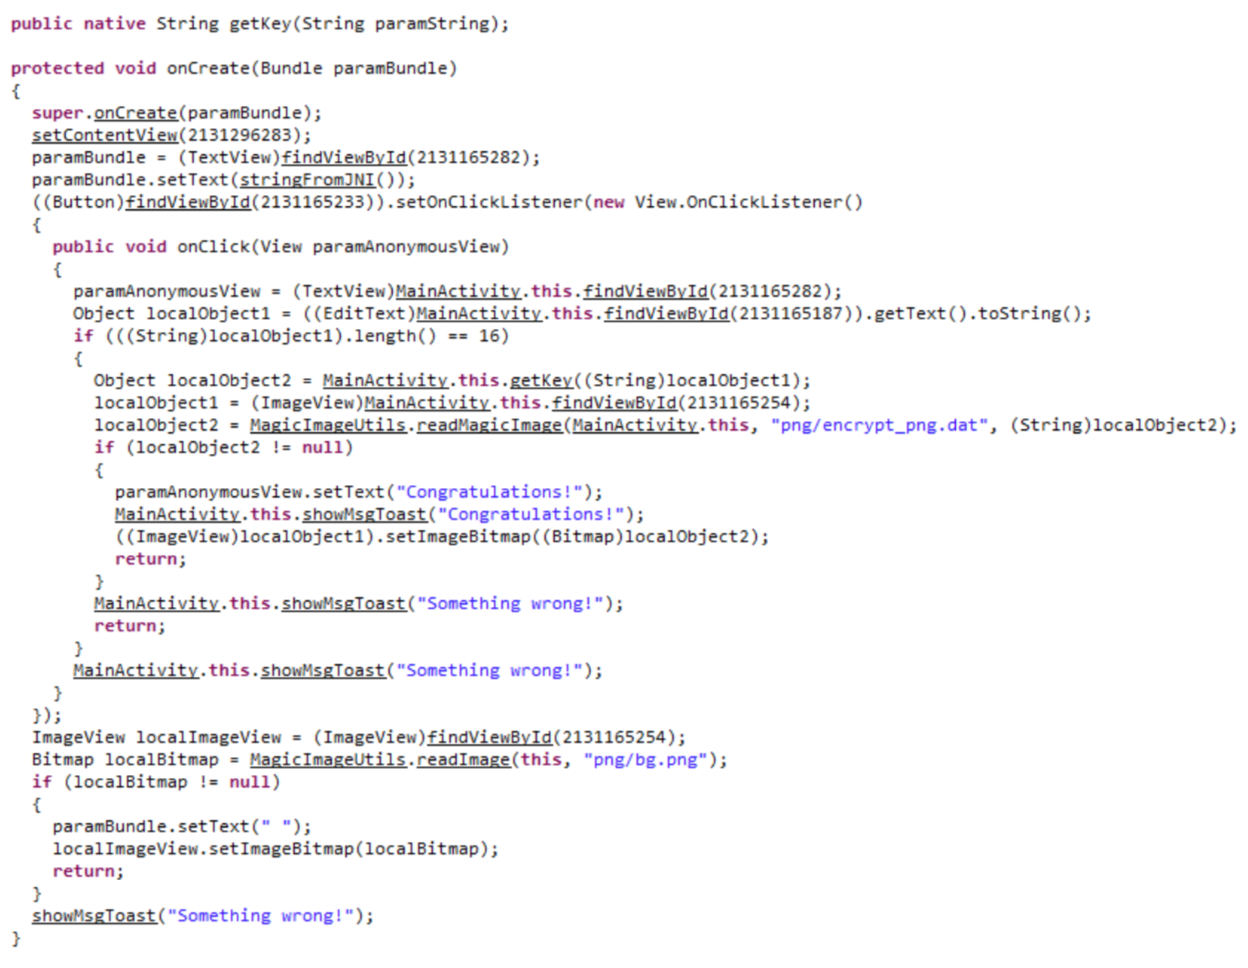 public native String getKey(String paramString);
protected void onCreate(Bundle paramBundle)
{
super.onCreate(paramBundle);
setContentView(2131296283);
paramBundle = (TextView)findViewById(2131165282);
paramBundle.setText(stringFromJNI());
((Button)findViewById(2131165233)).setOnClickListener(new View.OnClickListener()
{
public void onClick(View paramAnonymousView)
{
paramAnonymousView = (TextView)MainActivity.this.findViewById(2131165282);
Object localObject1 = ((EditText)MainActivity.this.findViewById(2131165187)).getText().toString();
if (((String)localObject1).length() == 16)
{
Object localObject2 = MainActivity.this.getKey((String)localObject1);
localObject1 = (ImageView)MainActivity.this.findViewById(2131165254);
localObject2 = MagicImageUtils.readMagicImage(MainActivity.this, "png/encrypt_png.dat", (String)localObject2);
if (localObject2 != null)
{
paramAnonymousView.setText("Congratulations!");
MainActivity.this.showMsgToast("Congratulations!");
((ImageView)localObject1).setImageBitmap((Bitmap)localObject2);
return;
}
MainActivity.this.showMsgToast("Something wrong!");
return;
}
MainActivity.this.showMsgToast("Something wrong!");
}
});
ImageView localImageView = (ImageView)findViewById(2131165254);
Bitmap localBitmap = MagicImageUtils.readImage(this, "png/bg.png");
if (localBitmap != null)
{
paramBundle.setText(" ");
localImageView.setImageBitmap(localBitmap);
return;
}
showMsgToast("Something wrong!");
}